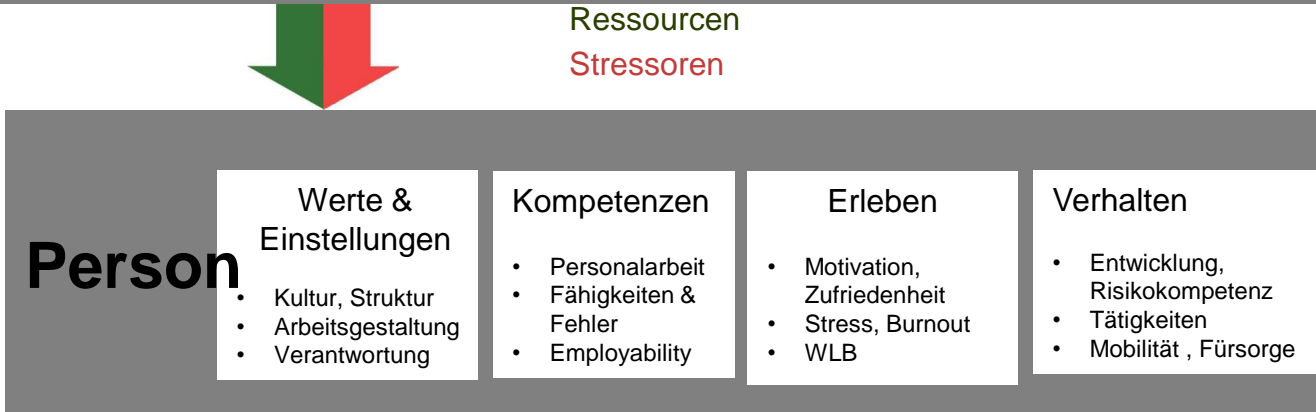 Ressourcen
Stressoren
Person
Werte &
Einstellungen
• Kultur, Struktur
• Arbeitsgestaltung
• Verantwortung
Kompetenzen
• Personalarbeit
• Fähigkeiten &
Fehler
• Employability
Erleben
• Motivation,
Zufriedenheit
• Stress, Burnout
• WLB
Verhalten
• Entwicklung,
Risikokompetenz
• Tätigkeiten
• Mobilität , Fürsorge